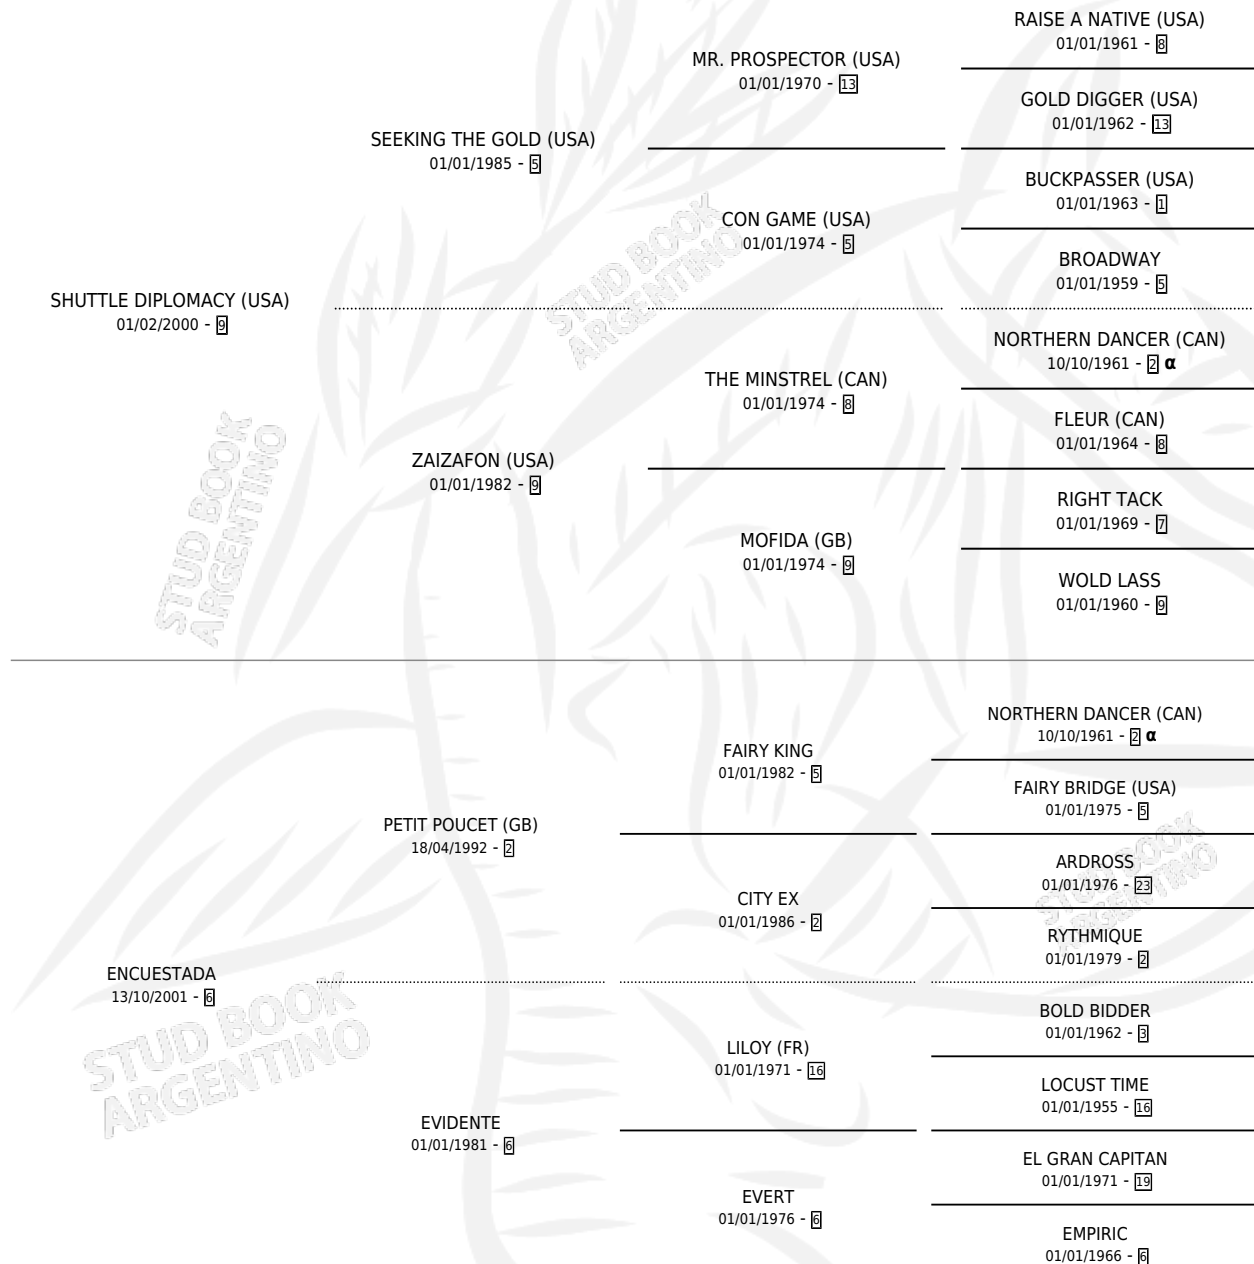 RAISE A NATIVE (USA)
01/01/1961 - 8
MR. PROSPECTOR (USA)
01/01/1970 - 13
GOLD DIGGER (USA)
01/01/1962 - 13
SEEKING THE GOLD (USA)
01/01/1985 - 5
BUCKPASSER (USA)
01/01/1963 - 1
CON GAME (USA)
01/01/1974 - 5
BROADWAY
01/01/1959 - 5
SHUTTLE DIPLOMACY (USA)
01/02/2000 - 9
NORTHERN DANCER (CAN)
10/10/1961 - 2 α
THE MINSTREL (CAN)
01/01/1974 - 8
FLEUR (CAN)
01/01/1964 - 8
ZAIZAFON (USA)
01/01/1982 - 9
RIGHT TACK
01/01/1969 - 7
MOFIDA (GB)
01/01/1974 - 9
WOLD LASS
01/01/1960 - 9
NORTHERN DANCER (CAN)
10/10/1961 - 2 α
FAIRY KING
01/01/1982 - 5
FAIRY BRIDGE (USA)
01/01/1975 - 5
PETIT POUCET (GB)
18/04/1992 - 2
ARDROSS
01/01/1976 - 23
CITY EX
01/01/1986 - 2
RYTHMIQUE
01/01/1979 - 2
ENCUESTADA
13/10/2001 - 6
BOLD BIDDER
01/01/1962 - 3
LILOY (FR)
01/01/1971 - 16
LOCUST TIME
01/01/1955 - 16
EVIDENTE
01/01/1981 - 6
EL GRAN CAPITAN
01/01/1971 - 19
EVERT
01/01/1976 - 6
EMPIRIC
01/01/1966 - 6
STUD BOOK
ARGENTINO
STUD BOOK
ARGENTINO
STUD BOOK
ARGENTINO
STUD BOOK
ARGENTINO